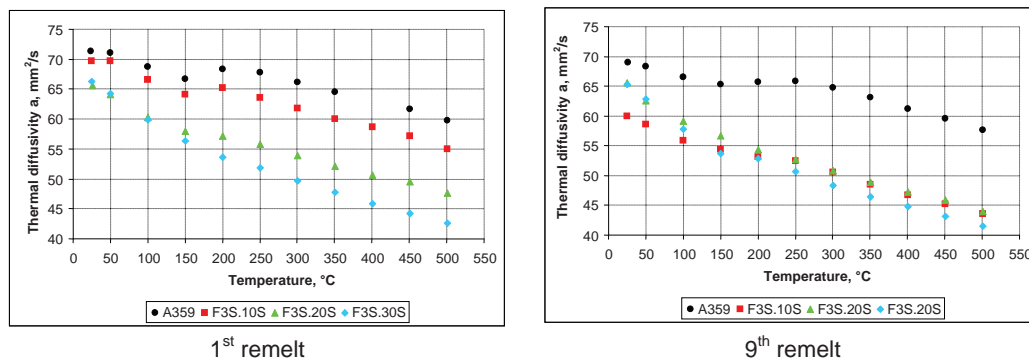 Thermal diffusivity a, mm²/s
75
70
65
60
55
50
45
40
0 50 100 150 200 250 300 350 400 450 500 550
Temperature, °C
A359 F3S.10S F3S.20S F3S.30S
1st remelt
Thermal diffusivity a, mm²/s
75
70
65
60
55
50
45
40
0 50 100 150 200 250 300 350 400 450 500 550
Temperature, °C
A359 F3S.10S F3S.20S F3S.20S
9th remelt